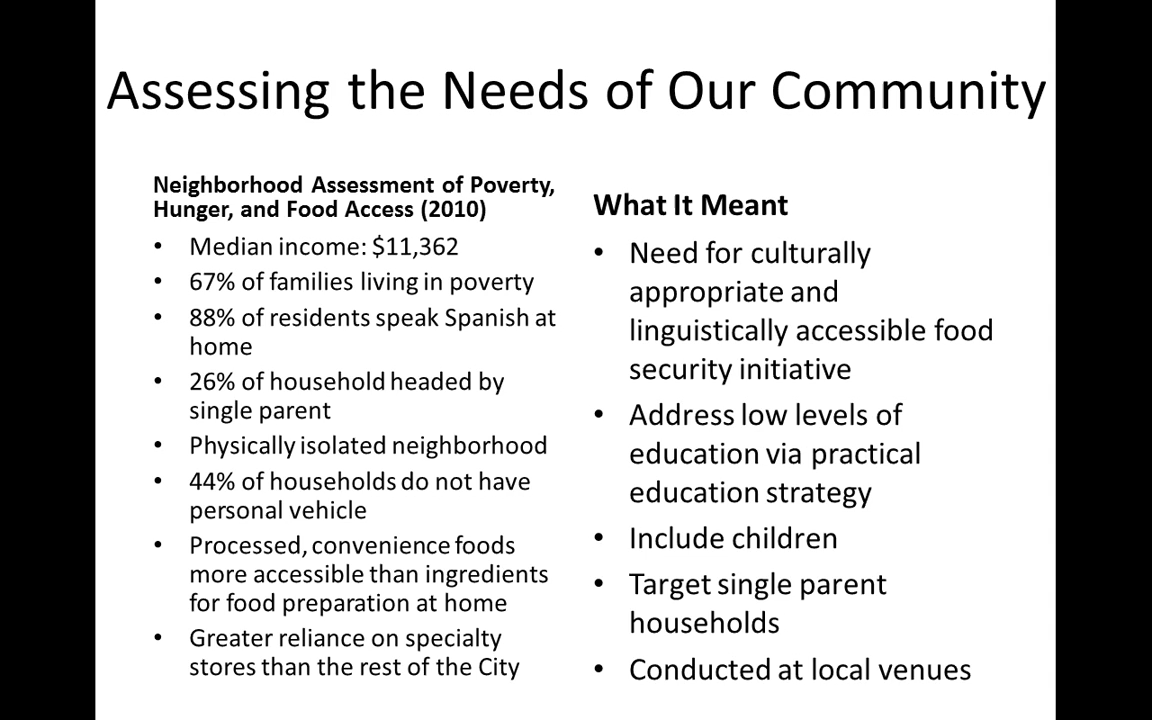 Assessing the Needs of Our Community
Neighborhood Assessment of Poverty,
Hunger, and Food Access (2010)
• Median income: $11,362
• 67% of families living in poverty
• 88% of residents speak Spanish at
home
• 26% of household headed by
single parent
• Physically isolated neighborhood
• 44% of households do not have
personal vehicle
• Processed, convenience foods
more accessible than ingredients
for food preparation at home
• Greater reliance on specialty
stores than the rest of the City
What It Meant
• Need for culturally
appropriate and
linguistically accessible food
security initiative
• Address low levels of
education via practical
education strategy
• Include children
• Target single parent
households
• Conducted at local venues